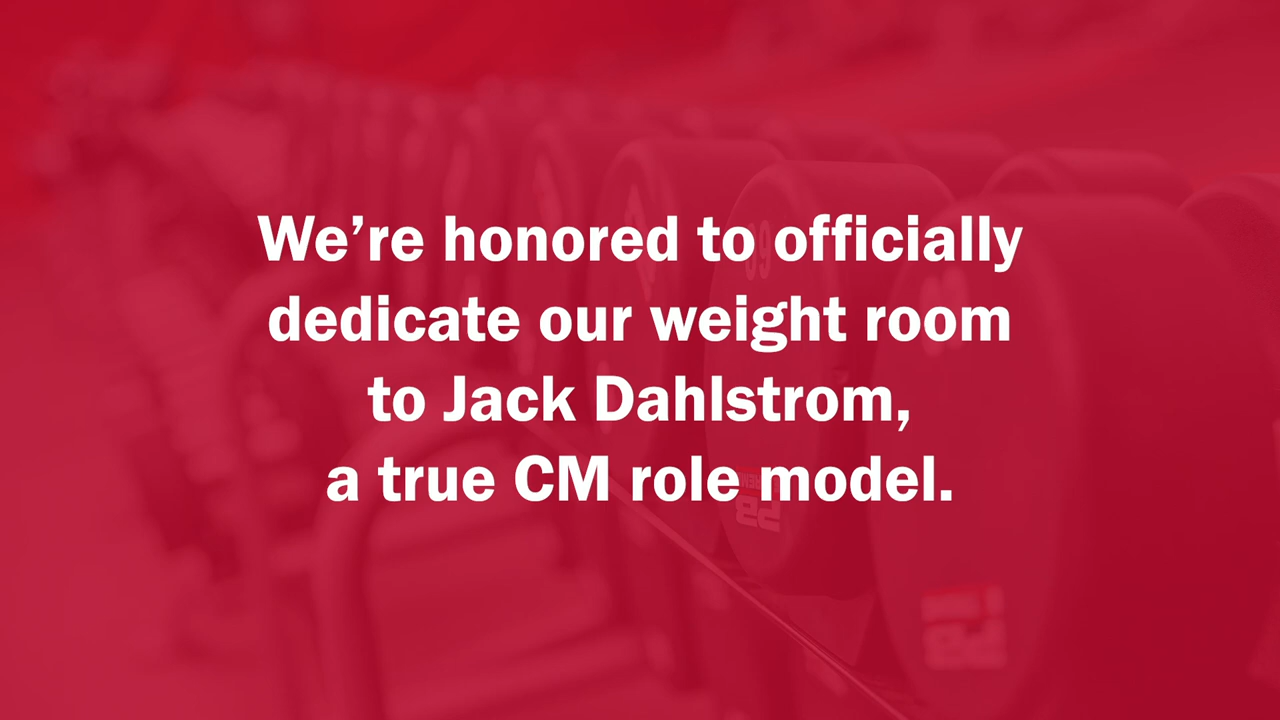 We’re honored to officially
dedicate our weight room
to Jack Dahlstrom,
a true CM role model.